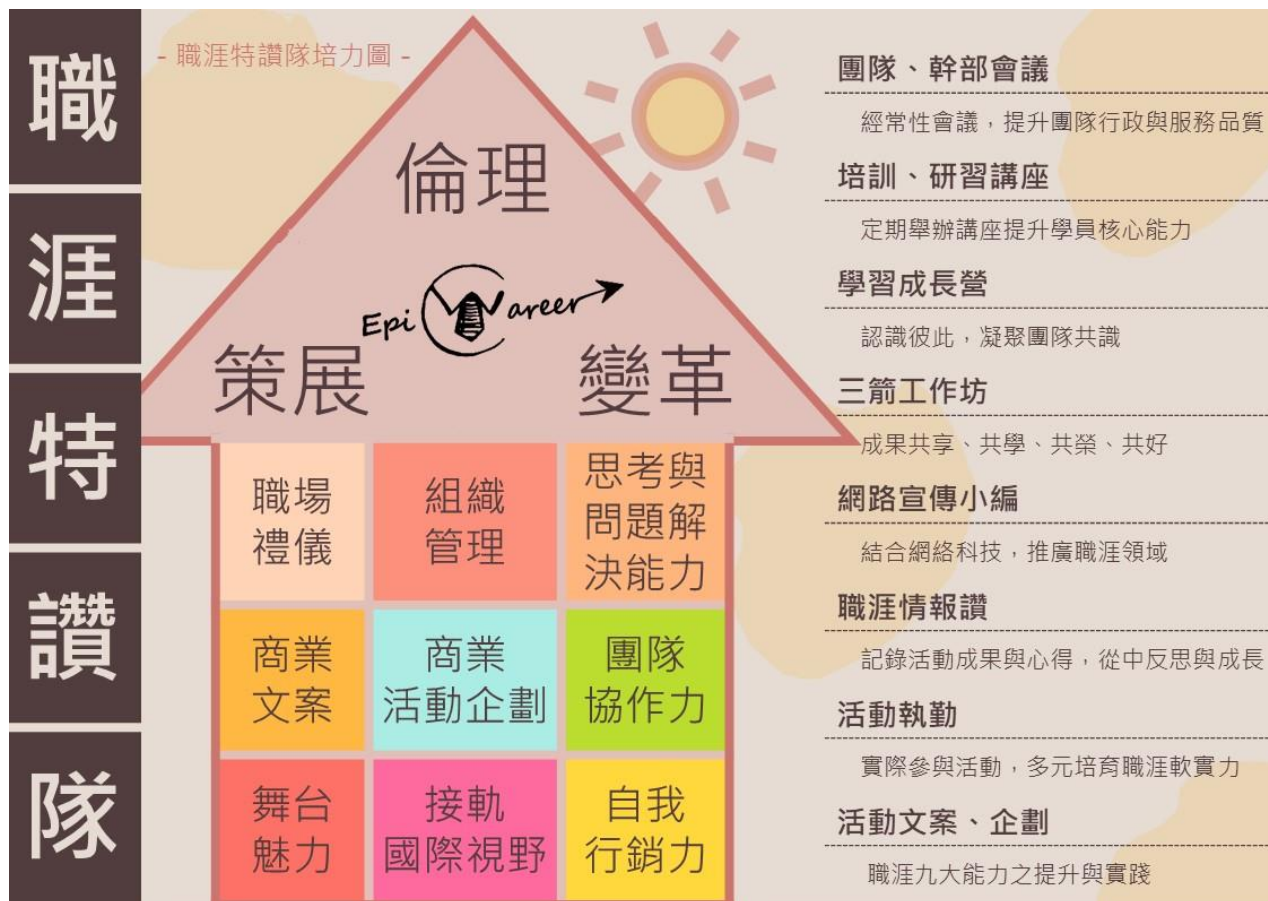 職
涯
特
讚
隊
- 職涯特讚隊培力圖 -
倫理
Epi Career
策展
變革
職場
禮儀
組織
管理
思考與
問題解
決能力
商業
文案
商業
活動企劃
團隊
協作力
舞台
魅力
接軌
國際視野
自我
行銷力
團隊、幹部會議
經常性會議，提升團隊行政與服務品質
培訓、研習講座
定期舉辦講座提升學員核心能力
學習成長營
認識彼此，凝聚團隊共識
三箭工作坊
成果共享、共學、共榮、共好
網路宣傳小編
結合網絡科技，推廣職涯領域
職涯情報讚
記錄活動成果與心得，從中反思與成長
活動執勤
實際參與活動，多元培育職涯軟實力
活動文案、企劃
職涯九大能力之提升與實踐